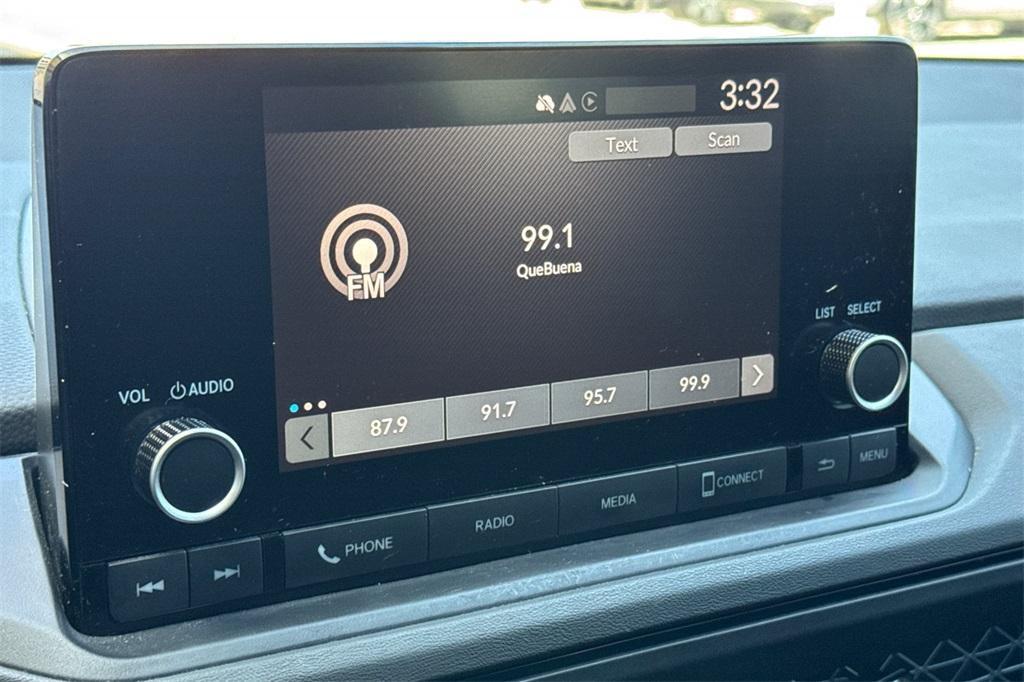 3:32
Text Scan
99.1
QueBuena
FM
LIST SELECT
VOL AUDIO
87.9 91.7 95.7 99.9
PHONE RADIO MEDIA CONNECT MENU